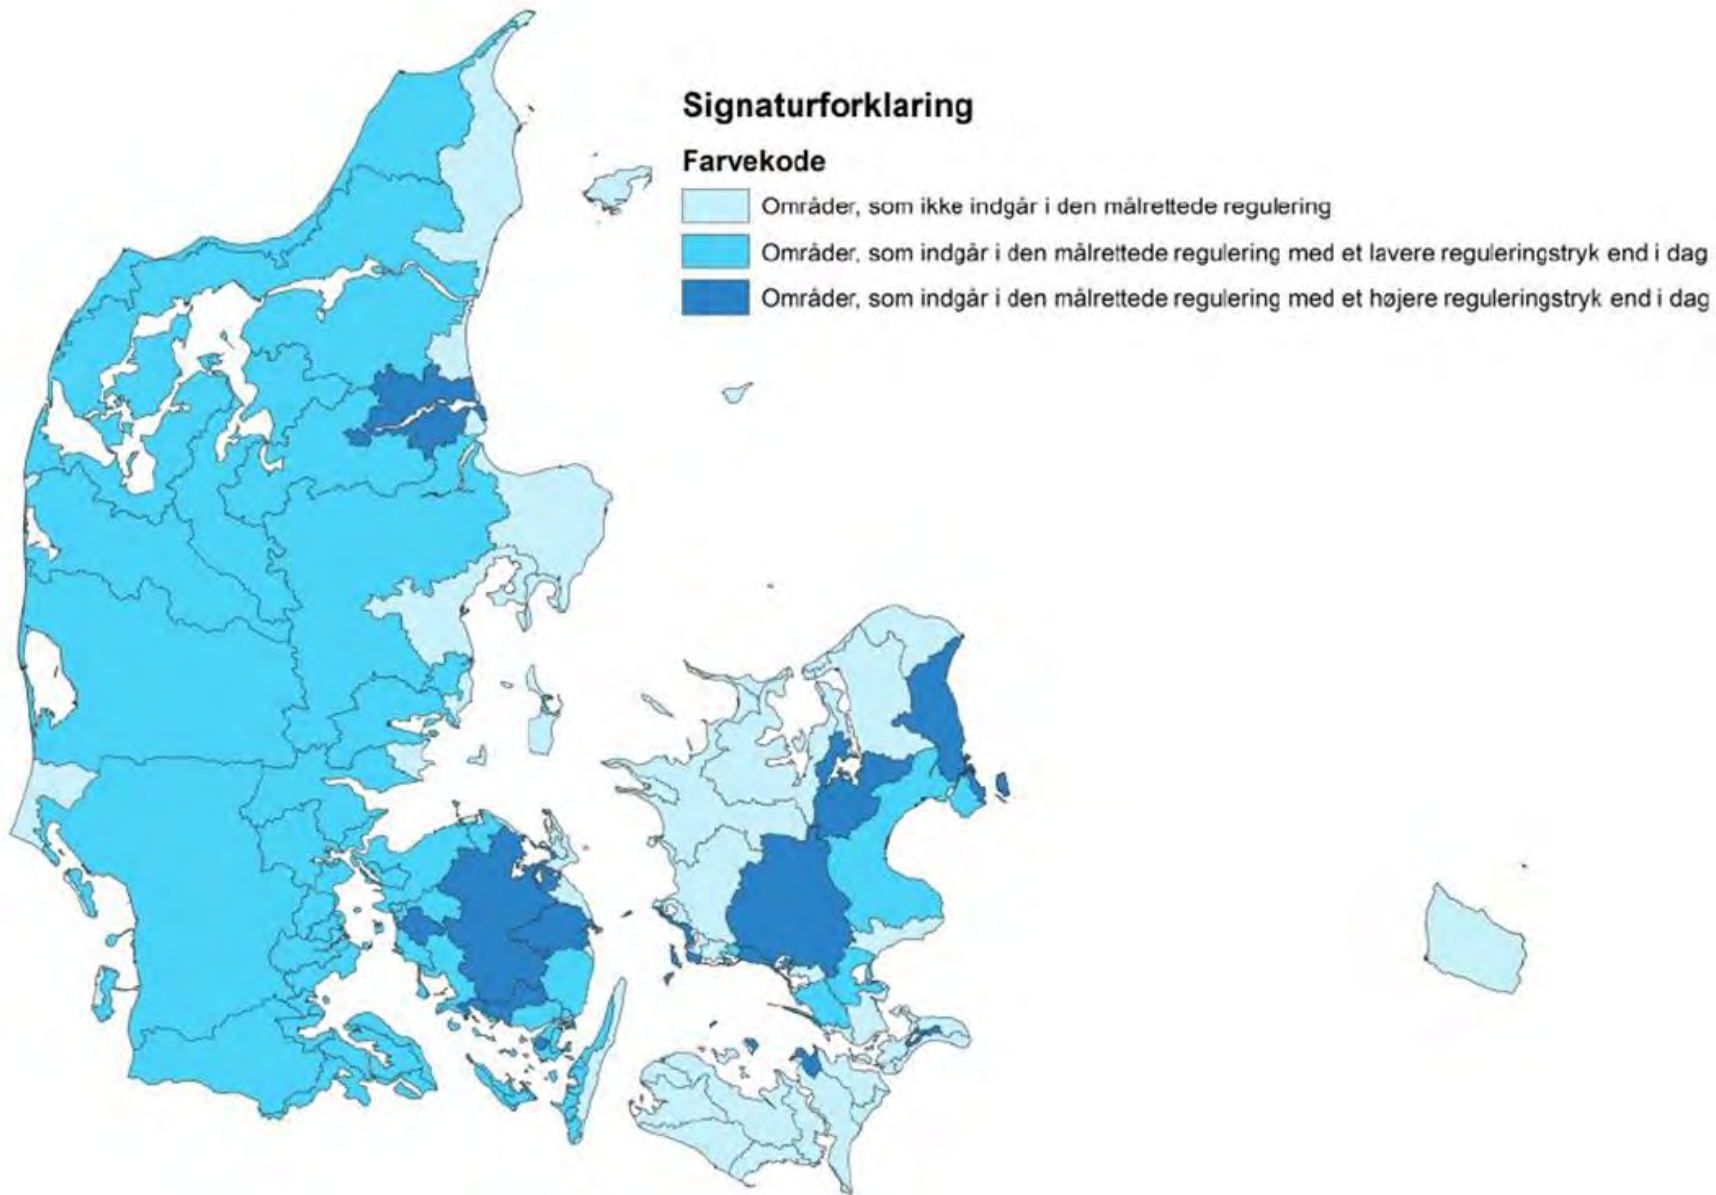 Signaturforklaring
Farvekode
Områder, som ikke indgår i den målrettede regulering
Områder, som indgår i den målrettede regulering med et lavere reguleringstryk end i dag
Områder, som indgår i den målrettede regulering med et højere reguleringstryk end i dag